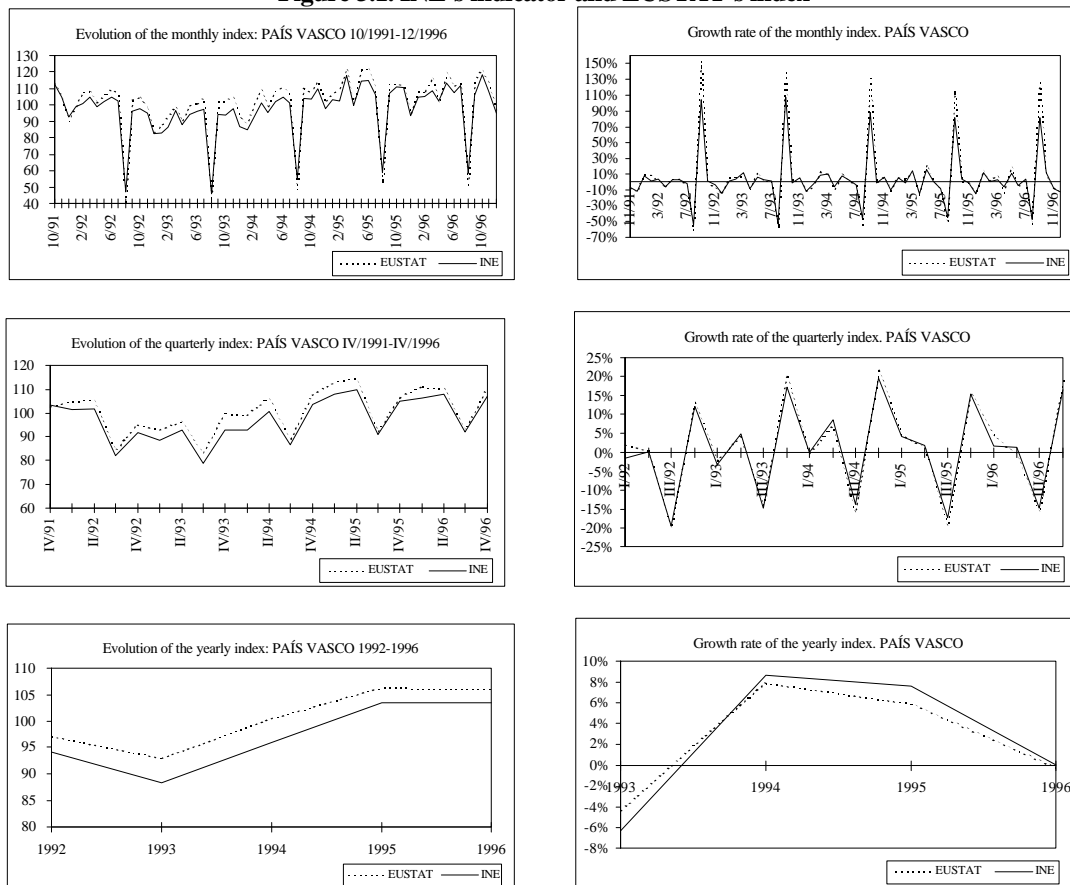 Evolution of the monthly index: PAÍS VASCO 10/1991-12/1996
130
120
110
100
90
80
70
60
50
40
10/91
2/92
6/92
10/92
2/93
6/93
10/93
2/94
6/94
10/94
2/95
6/95
10/95
2/96
6/96
10/96
EUSTAT INE
Growth rate of the monthly index. PAÍS VASCO
150%
130%
110%
90%
70%
50%
30%
10%
-10%
-30%
-50%
-70%
11/91
3/92
7/92
11/92
3/93
7/93
11/93
3/94
7/94
11/94
3/95
7/95
11/95
3/96
7/96
11/96
EUSTAT INE
Evolution of the quarterly index: PAÍS VASCO IV/1991-IV/1996
120
110
100
90
80
70
60
IV/91
II/92
IV/92
II/93
IV/93
II/94
IV/94
II/95
IV/95
II/96
IV/96
EUSTAT INE
Growth rate of the quarterly index. PAÍS VASCO
25%
20%
15%
10%
5%
0%
-5%
-10%
-15%
-20%
-25%
I/92
III/92
I/93
III/93
I/94
III/94
I/95
III/95
I/96
III/96
EUSTAT INE
Evolution of the yearly index: PAÍS VASCO 1992-1996
110
105
100
95
90
85
80
1992 1993 1994 1995 1996
EUSTAT INE
Growth rate of the yearly index. PAÍS VASCO
10%
8%
6%
4%
2%
0%
-2%
-4%
-6%
-8%
1993 1994 1995 1996
EUSTAT INE